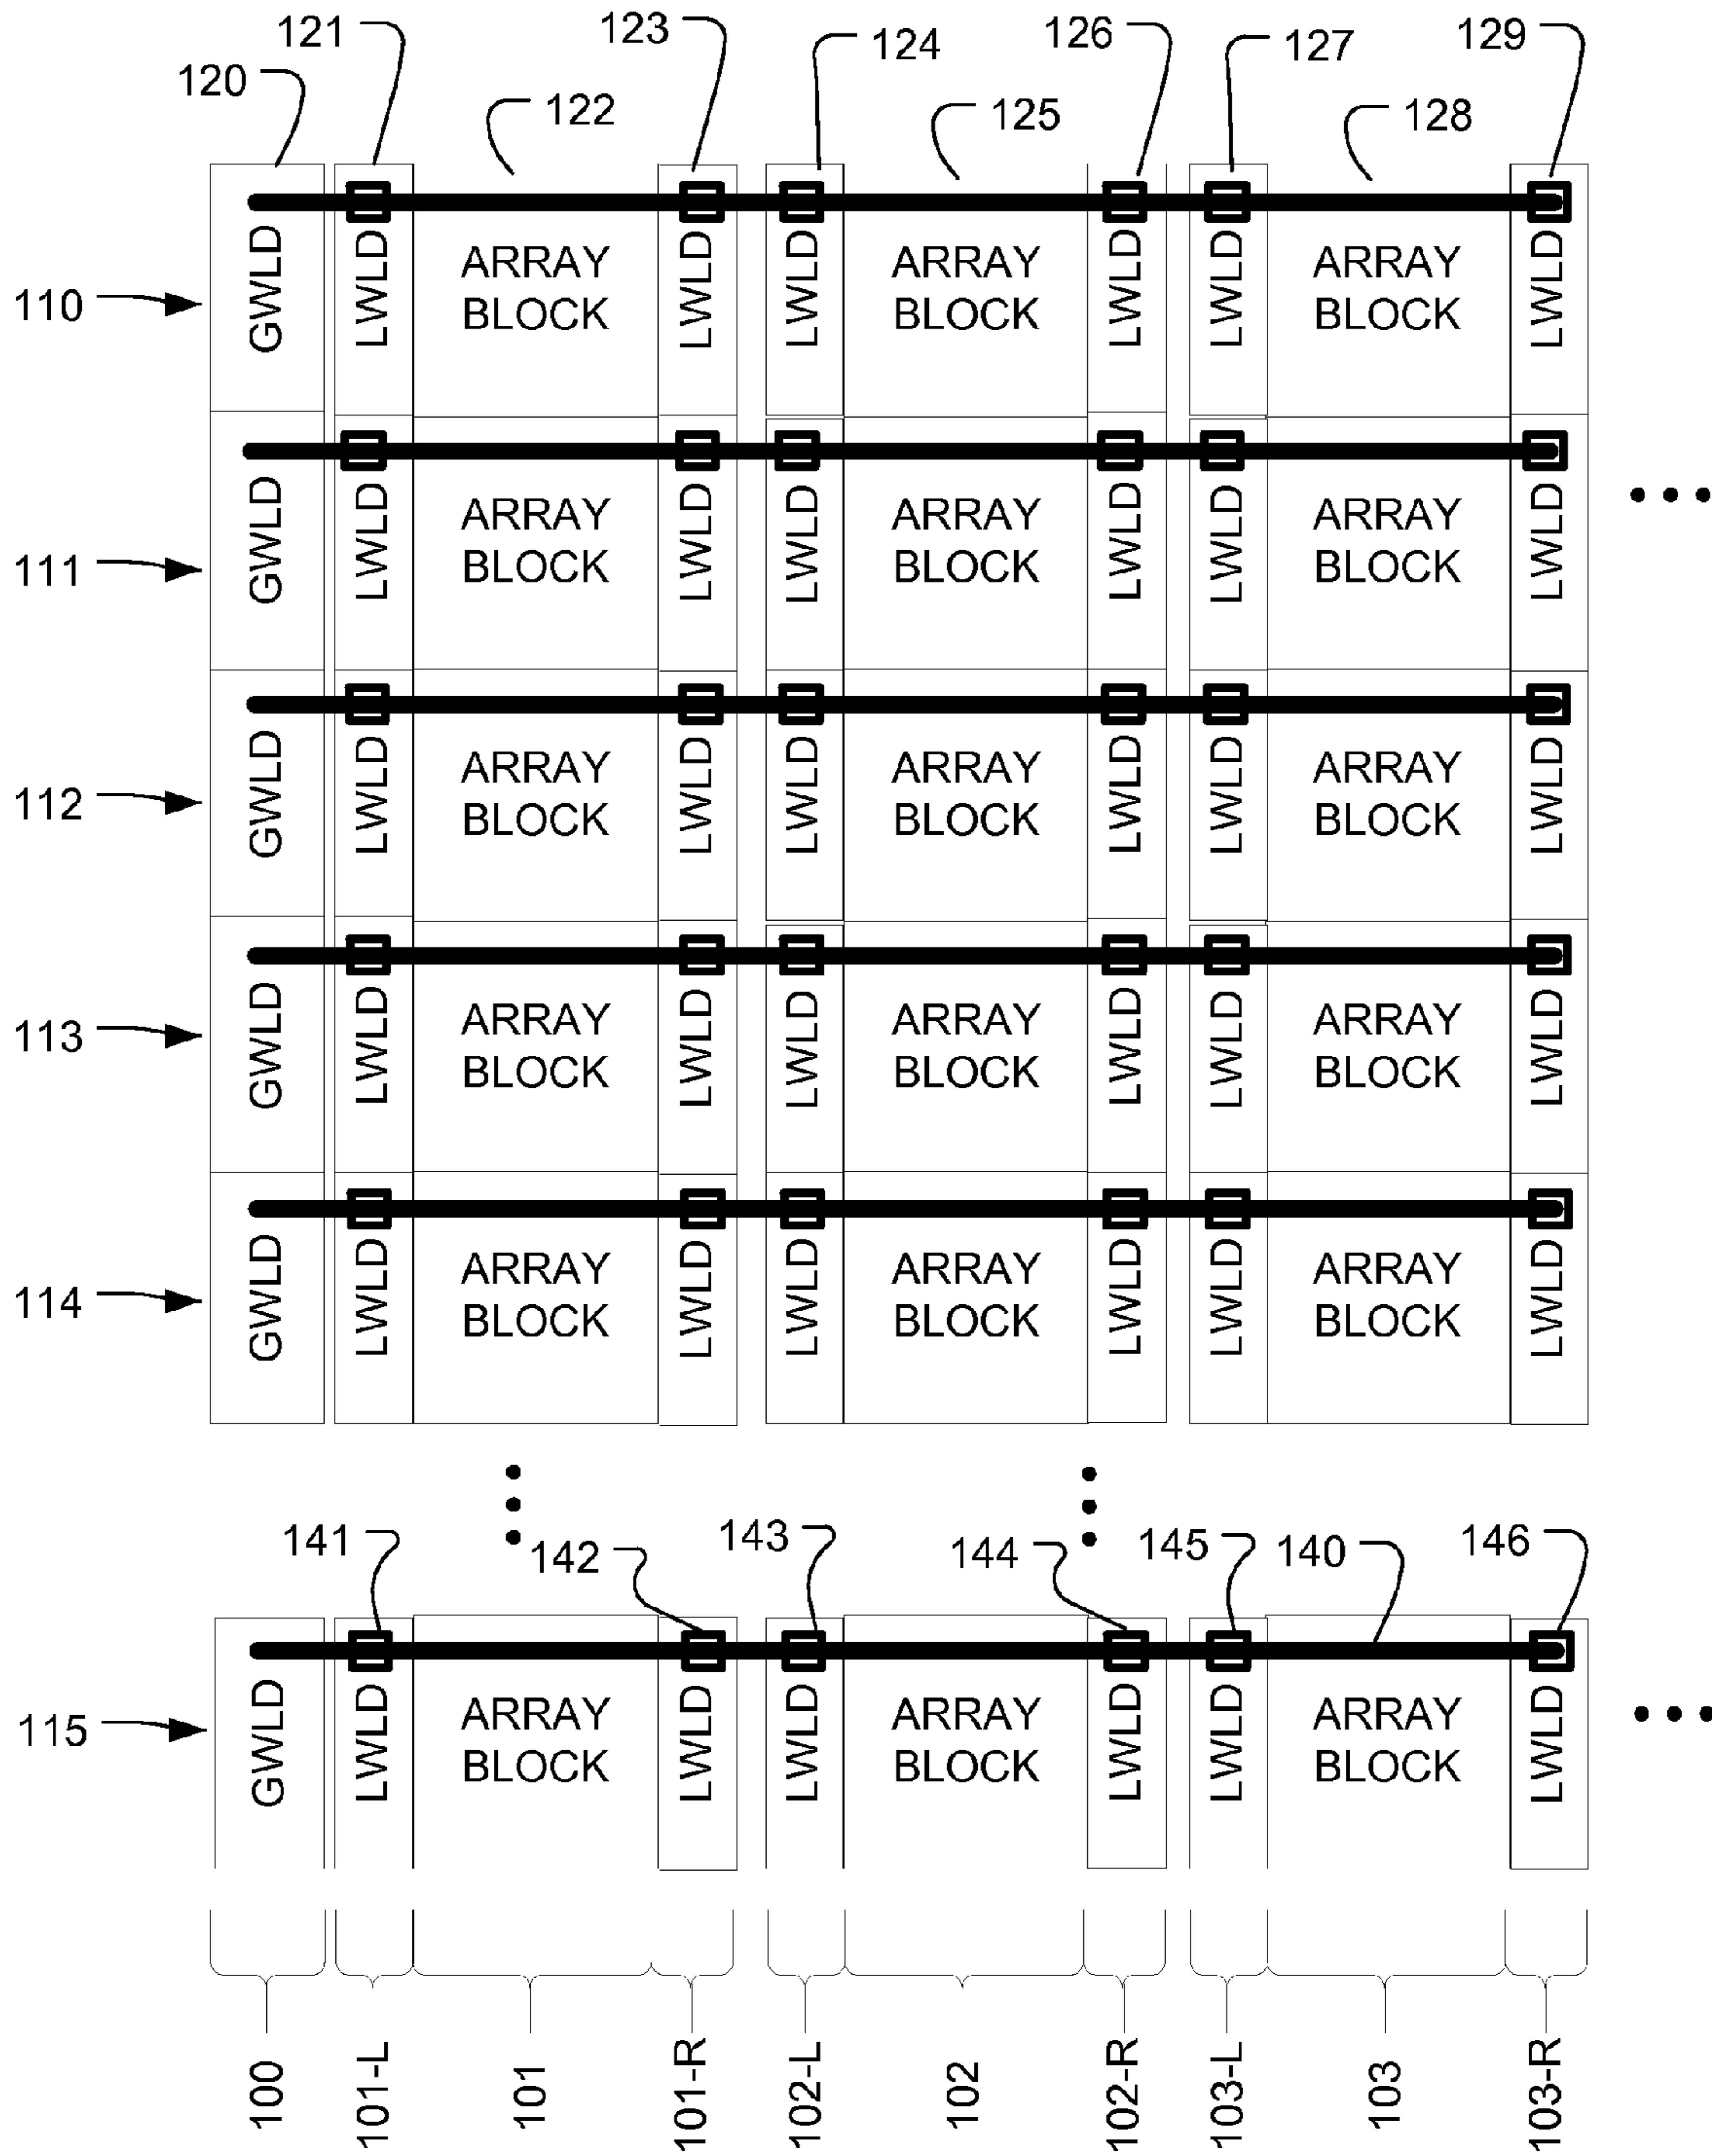 121
123
124
126
127
129
120
122
125
128
110
GWLD
LWLD
ARRAY
BLOCK
LWLD
LWLD
ARRAY
BLOCK
LWLD
LWLD
ARRAY
BLOCK
LWLD
111
GWLD
LWLD
ARRAY
BLOCK
LWLD
LWLD
ARRAY
BLOCK
LWLD
LWLD
ARRAY
BLOCK
LWLD
112
GWLD
LWLD
ARRAY
BLOCK
LWLD
LWLD
ARRAY
BLOCK
LWLD
LWLD
ARRAY
BLOCK
LWLD
113
GWLD
LWLD
ARRAY
BLOCK
LWLD
LWLD
ARRAY
BLOCK
LWLD
LWLD
ARRAY
BLOCK
LWLD
114
GWLD
LWLD
ARRAY
BLOCK
LWLD
LWLD
ARRAY
BLOCK
LWLD
LWLD
ARRAY
BLOCK
LWLD
141
142
143
144
145
140
146
115
GWLD
LWLD
ARRAY
BLOCK
LWLD
LWLD
ARRAY
BLOCK
LWLD
LWLD
ARRAY
BLOCK
LWLD
100
101-L
101
101-R
102-L
102
102-R
103-L
103
103-R